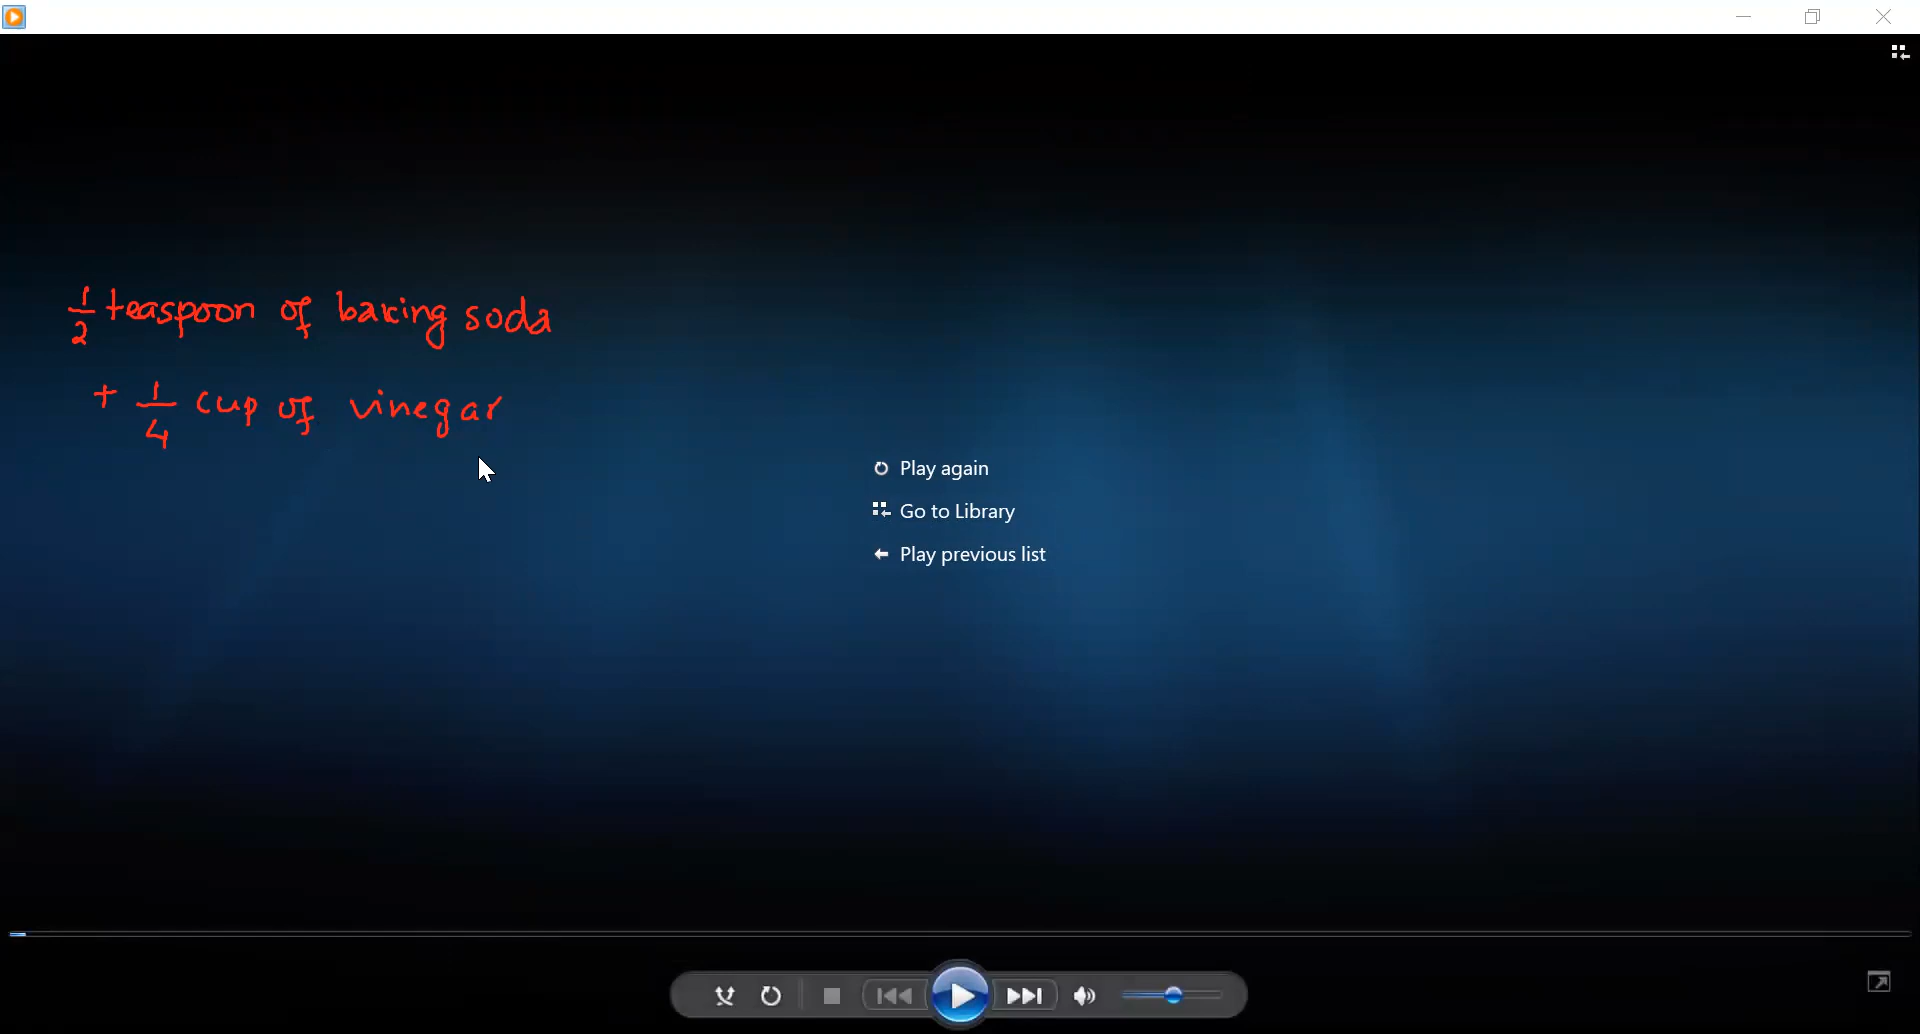 1/2 teaspoon of baking soda
+ 1/4 cup of vinegar
Play again
Go to Library
Play previous list